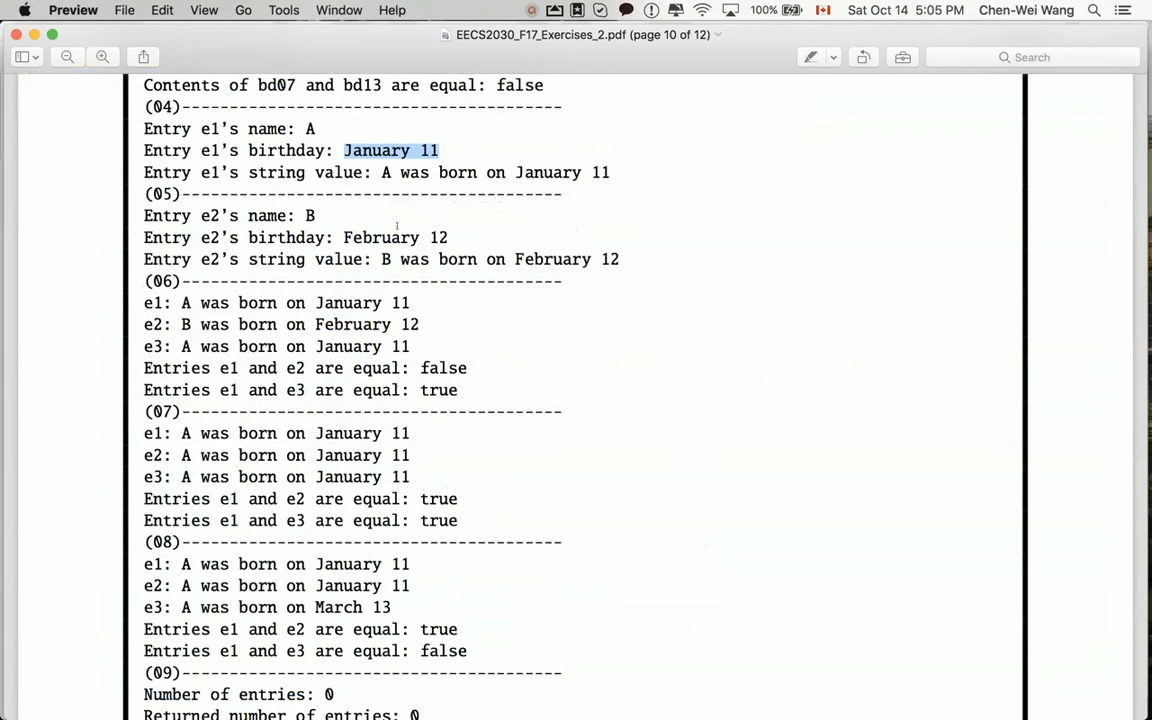 Preview File Edit View Go Tools Window Help 100% Sat Oct 14 5:05 PM Chen-Wei Wang
EECS2030_F17_Exercises_2.pdf (page 10 of 12)
Search
Contents of bd07 and bd13 are equal: false
(04)----------------------------------------
Entry e1's name: A
Entry e1's birthday: January 11
Entry e1's string value: A was born on January 11
(05)----------------------------------------
Entry e2's name: B
Entry e2's birthday: February 12
Entry e2's string value: B was born on February 12
(06)----------------------------------------
e1: A was born on January 11
e2: B was born on February 12
e3: A was born on January 11
Entries e1 and e2 are equal: false
Entries e1 and e3 are equal: true
(07)----------------------------------------
e1: A was born on January 11
e2: A was born on January 11
e3: A was born on January 11
Entries e1 and e2 are equal: true
Entries e1 and e3 are equal: true
(08)----------------------------------------
e1: A was born on January 11
e2: A was born on January 11
e3: A was born on March 13
Entries e1 and e2 are equal: true
Entries e1 and e3 are equal: false
(09)----------------------------------------
Number of entries: 0
Returned number of entries: 0